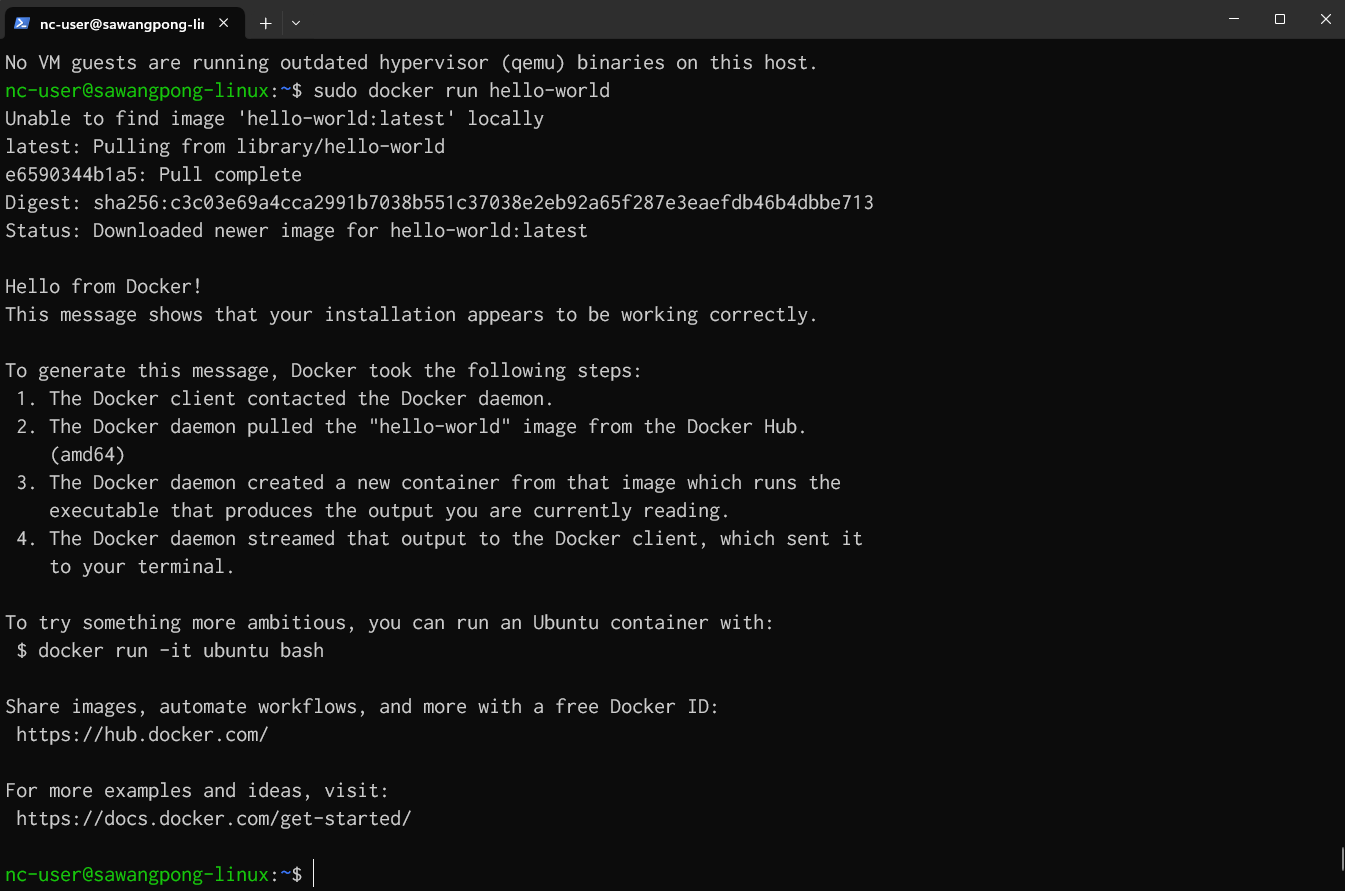 nc-user@sawangpong-lir
No VM guests are running outdated hypervisor (qemu) binaries on this host.
nc-user@sawangpong-linux:~$ sudo docker run hello-world
Unable to find image 'hello-world:latest' locally
latest: Pulling from library/hello-world
e6590344b1a5: Pull complete
Digest: sha256:c3c03e69a4cca2991b7038b551c37038e2eb92a65f287e3eaefdb46b4dbbe713
Status: Downloaded newer image for hello-world:latest

Hello from Docker!
This message shows that your installation appears to be working correctly.

To generate this message, Docker took the following steps:
 1. The Docker client contacted the Docker daemon.
 2. The Docker daemon pulled the "hello-world" image from the Docker Hub.
    (amd64)
 3. The Docker daemon created a new container from that image which runs the
    executable that produces the output you are currently reading.
 4. The Docker daemon streamed that output to the Docker client, which sent it
    to your terminal.

To try something more ambitious, you can run an Ubuntu container with:
 $ docker run -it ubuntu bash

Share images, automate workflows, and more with a free Docker ID:
 https://hub.docker.com/

For more examples and ideas, visit:
 https://docs.docker.com/get-started/

nc-user@sawangpong-linux:~$